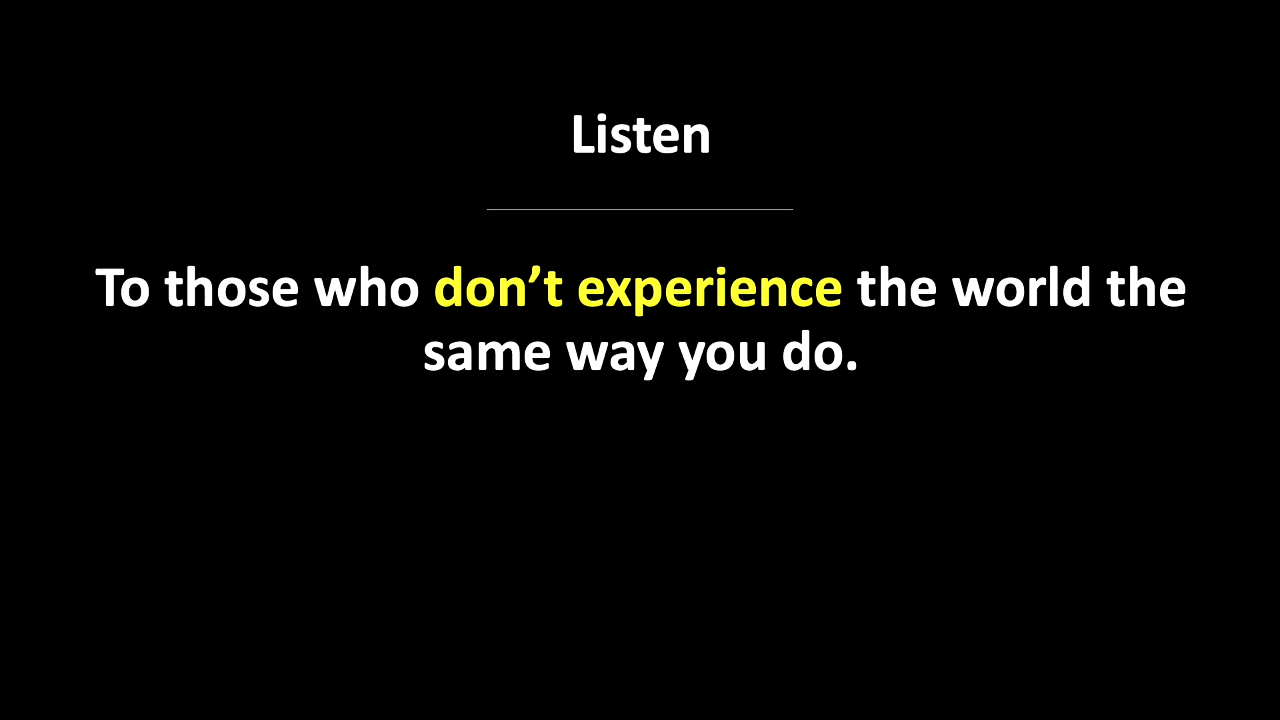 Listen
To those who don’t experience the world the
same way you do.